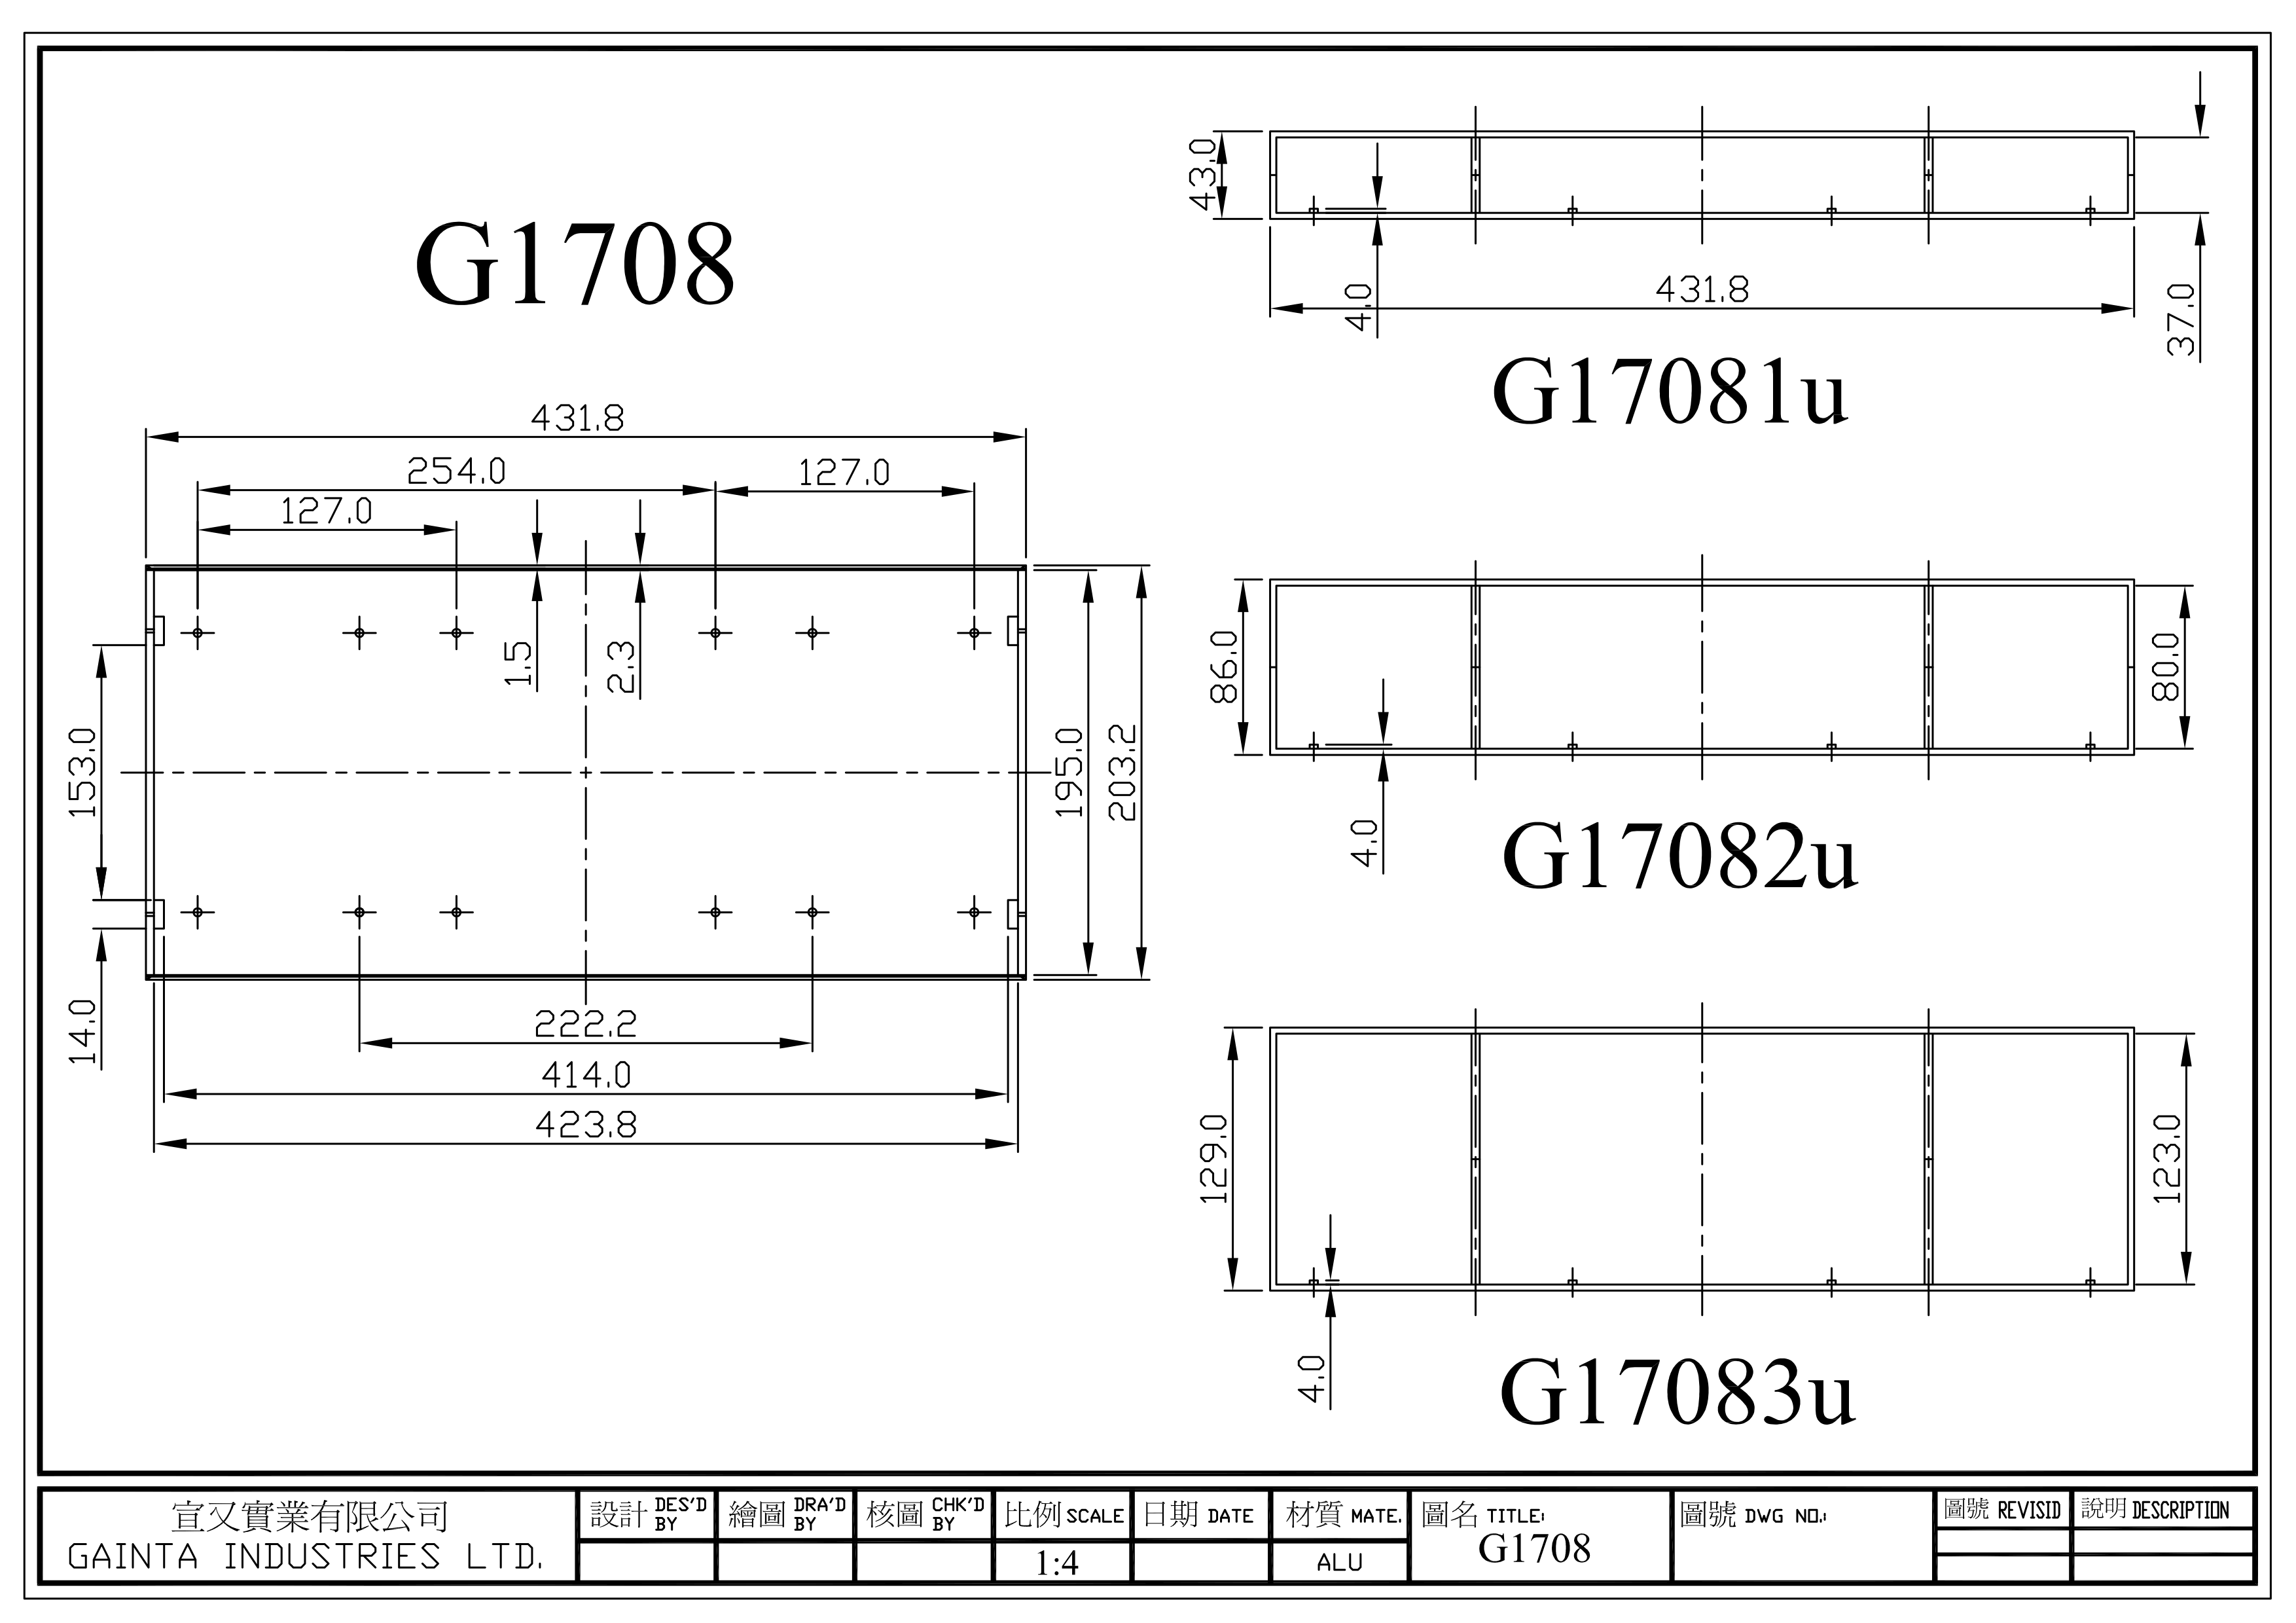 G1708
431.8
254.0
127.0
127.0
1.5
2.3
153.0
14.0
195.0
203.2
222.2
414.0
423.8
43.0
4.0
431.8
37.0
G17081u
86.0
4.0
80.0
G17082u
129.0
4.0
123.0
G17083u
宣又實業有限公司
GAINTA INDUSTRIES LTD.
設計 DES'D BY
繪圖 DRA'D BY
核圖 CHK'D BY
比例 SCALE
1:4
日期 DATE
材質 MATE.
ALU
圖名 TITLE:
G1708
圖號 DWG NO.:
圖號 REVISID
說明 DESCRIPTION